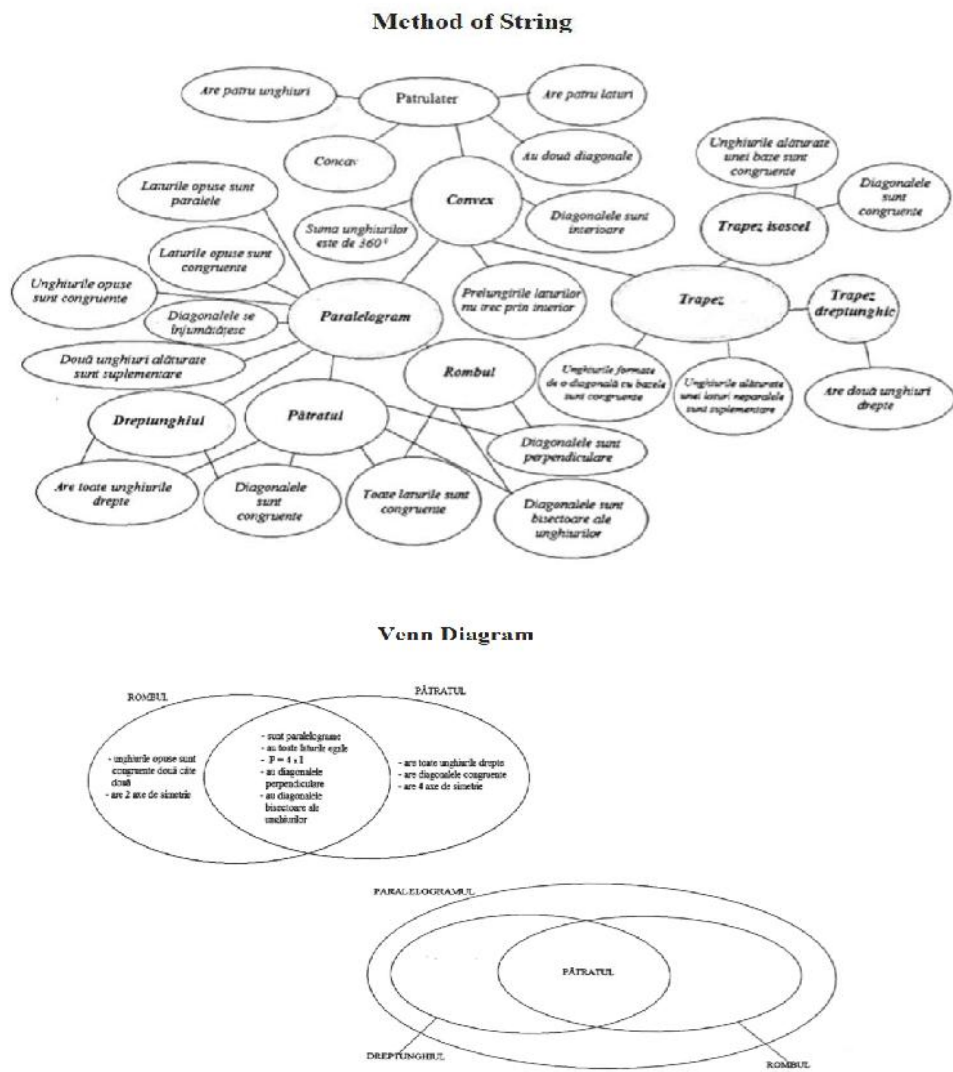 Method of String
Are patru unghiuri
Patrulater
Are patru laturi
Concav
Au două diagonale
Unghiurile alăturate
unei baze sunt
congruente
Laturile opuse sunt
paralele
Convex
Diagonalele
sunt
congruente
Suma unghiurilor
este de 360°
Diagonalele sunt
interioare
Trapez isoscel
Laturile opuse sunt
congruente
Unghiurile opuse
sunt congruente
Paralelogram
Prelungirile laturilor
nu trec prin interior
Trapez
Trapez
dreptunghic
Diagonalele se
înjumătățesc
Două unghiuri alăturate
sunt suplementare
Rombul
Unghiurile formate
de o diagonală cu bazele
sunt congruente
Unghiurile alăturate
unei laturi neparalele
sunt suplementare
Are două unghiuri
drepte
Dreptunghiul
Pătratul
Diagonalele sunt
perpendiculare
Are toate unghiurile
drepte
Diagonalele
sunt
congruente
Toate laturile sunt
congruente
Diagonalele sunt
bisectoare ale
unghiurilor
Venn Diagram
ROMBUL
PĂTRATUL
- unghiurile opuse sunt
congruente două câte
două
- are 2 axe de simetrie
- sunt paralelograme
- au toate laturile egale
- P = 4 x l
- au diagonalele
perpendiculare
- au diagonalele
bisectoare ale
unghiurilor
- are toate unghiurile drepte
- are diagonalele congruente
- are 4 axe de simetrie
PARALELOGRAMUL
PĂTRATUL
DREPTUNGHIUL
ROMBUL